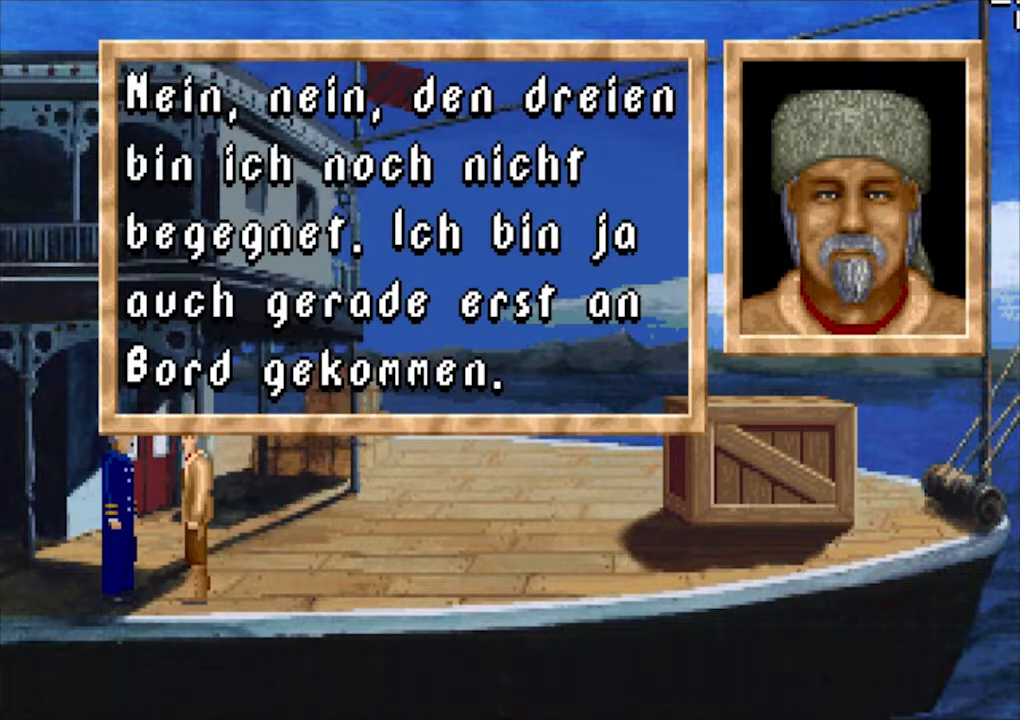 Nein, nein, den dreien
bin ich noch nicht
begegnet. Ich bin ja
auch gerade erst an
Bord gekommen.